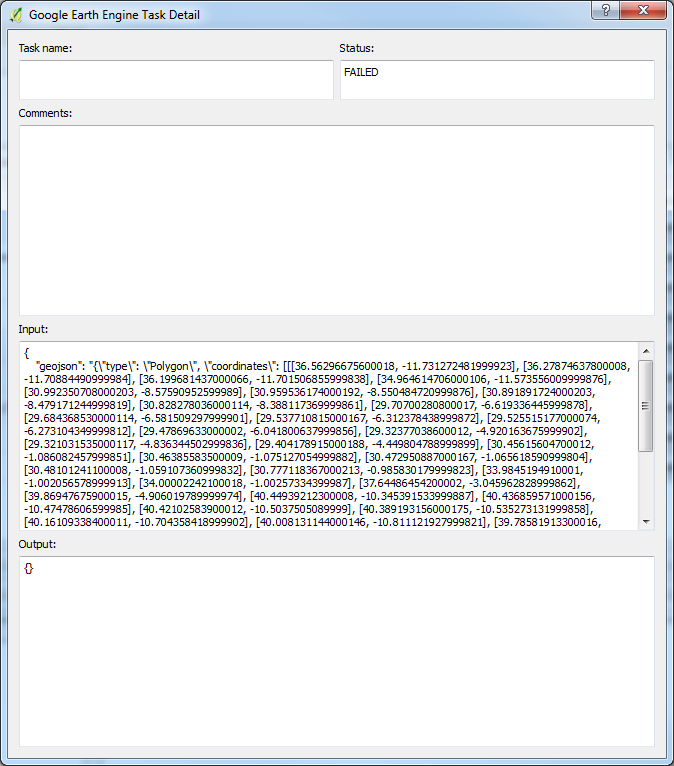 Google Earth Engine Task Detail
Task name:
Status:
FAILED
Comments:
Input:
{
"geojson": "{\"type\": \"Polygon\", \"coordinates\": [[[36.56296675600018, -11.731272481999923], [36.27874637800008,
-11.70884490999984], [36.199681437000066, -11.701506855999838], [34.964614706000106, -11.573556009999876],
[30.992350708000203, -8.57590952599989], [30.959536174000192, -8.550484720999876], [30.891891724000203,
-8.479171244999819], [30.828278036000114, -8.388117369999861], [29.70700280800017, -6.619336445999878],
[29.684368530000114, -6.581509297999901], [29.537710815000167, -6.312378438999872], [29.525515177000074,
-6.273104349999812], [29.47869633000002, -6.041800637999856], [29.32377038600012, -4.920163675999902],
[29.321031535000117, -4.836344502999836], [29.404178915000188, -4.449804788999899], [30.45615604700012,
-1.086082457999851], [30.46385583500009, -1.075127054999882], [30.472950887000167, -1.065618590999804],
[30.48101241100008, -1.059107360999832], [30.777118367000213, -0.985830179999823], [33.9845194910001,
-1.002056578999913], [34.00002242100018, -1.00257334399987], [37.64486454200002, -3.045962828999862],
[39.86947675900015, -4.906019789999974], [40.44939212300008, -10.345391533999887], [40.436859571000156,
-10.47478606599985], [40.42102583900012, -10.5037505089999], [40.389193156000175, -10.535273131999858],
[40.16109338400011, -10.704358418999902], [40.008131144000146, -10.811121927999821], [39.78581913300016,
Output:
{}